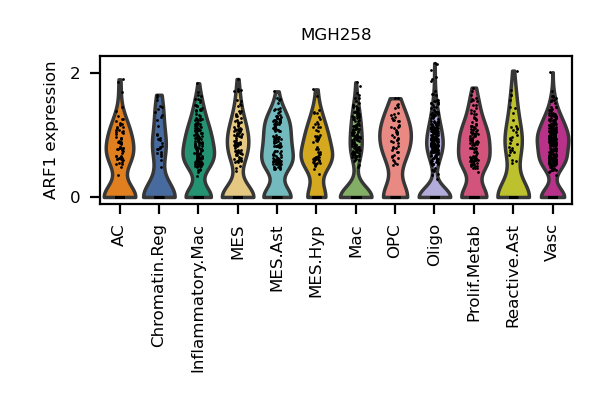 MGH258
ARF1 expression
2
0
AC
Chromatin.Reg
Inflammatory.Mac
MES
MES.Ast
MES.Hyp
Mac
OPC
Oligo
Prolif.Metab
Reactive.Ast
Vasc